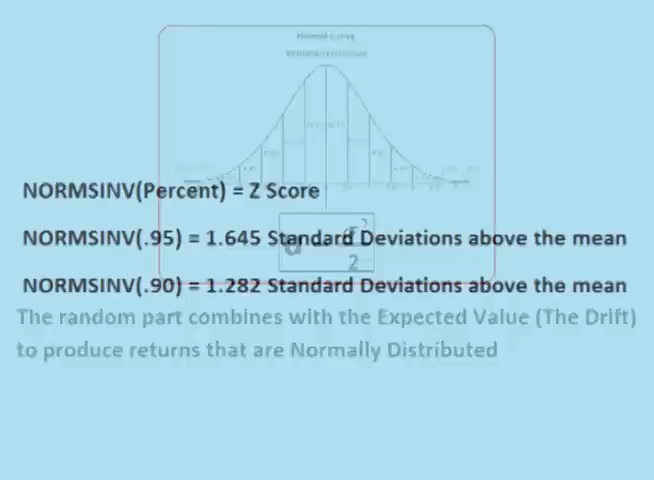 Normal Curve
NORMSINV(Percent) = Z Score
NORMSINV(.95) = 1.645 Standard Deviations above the mean
NORMSINV(.90) = 1.282 Standard Deviations above the mean
The random part combines with the Expected Value (The Drift)
to produce returns that are Normally Distributed